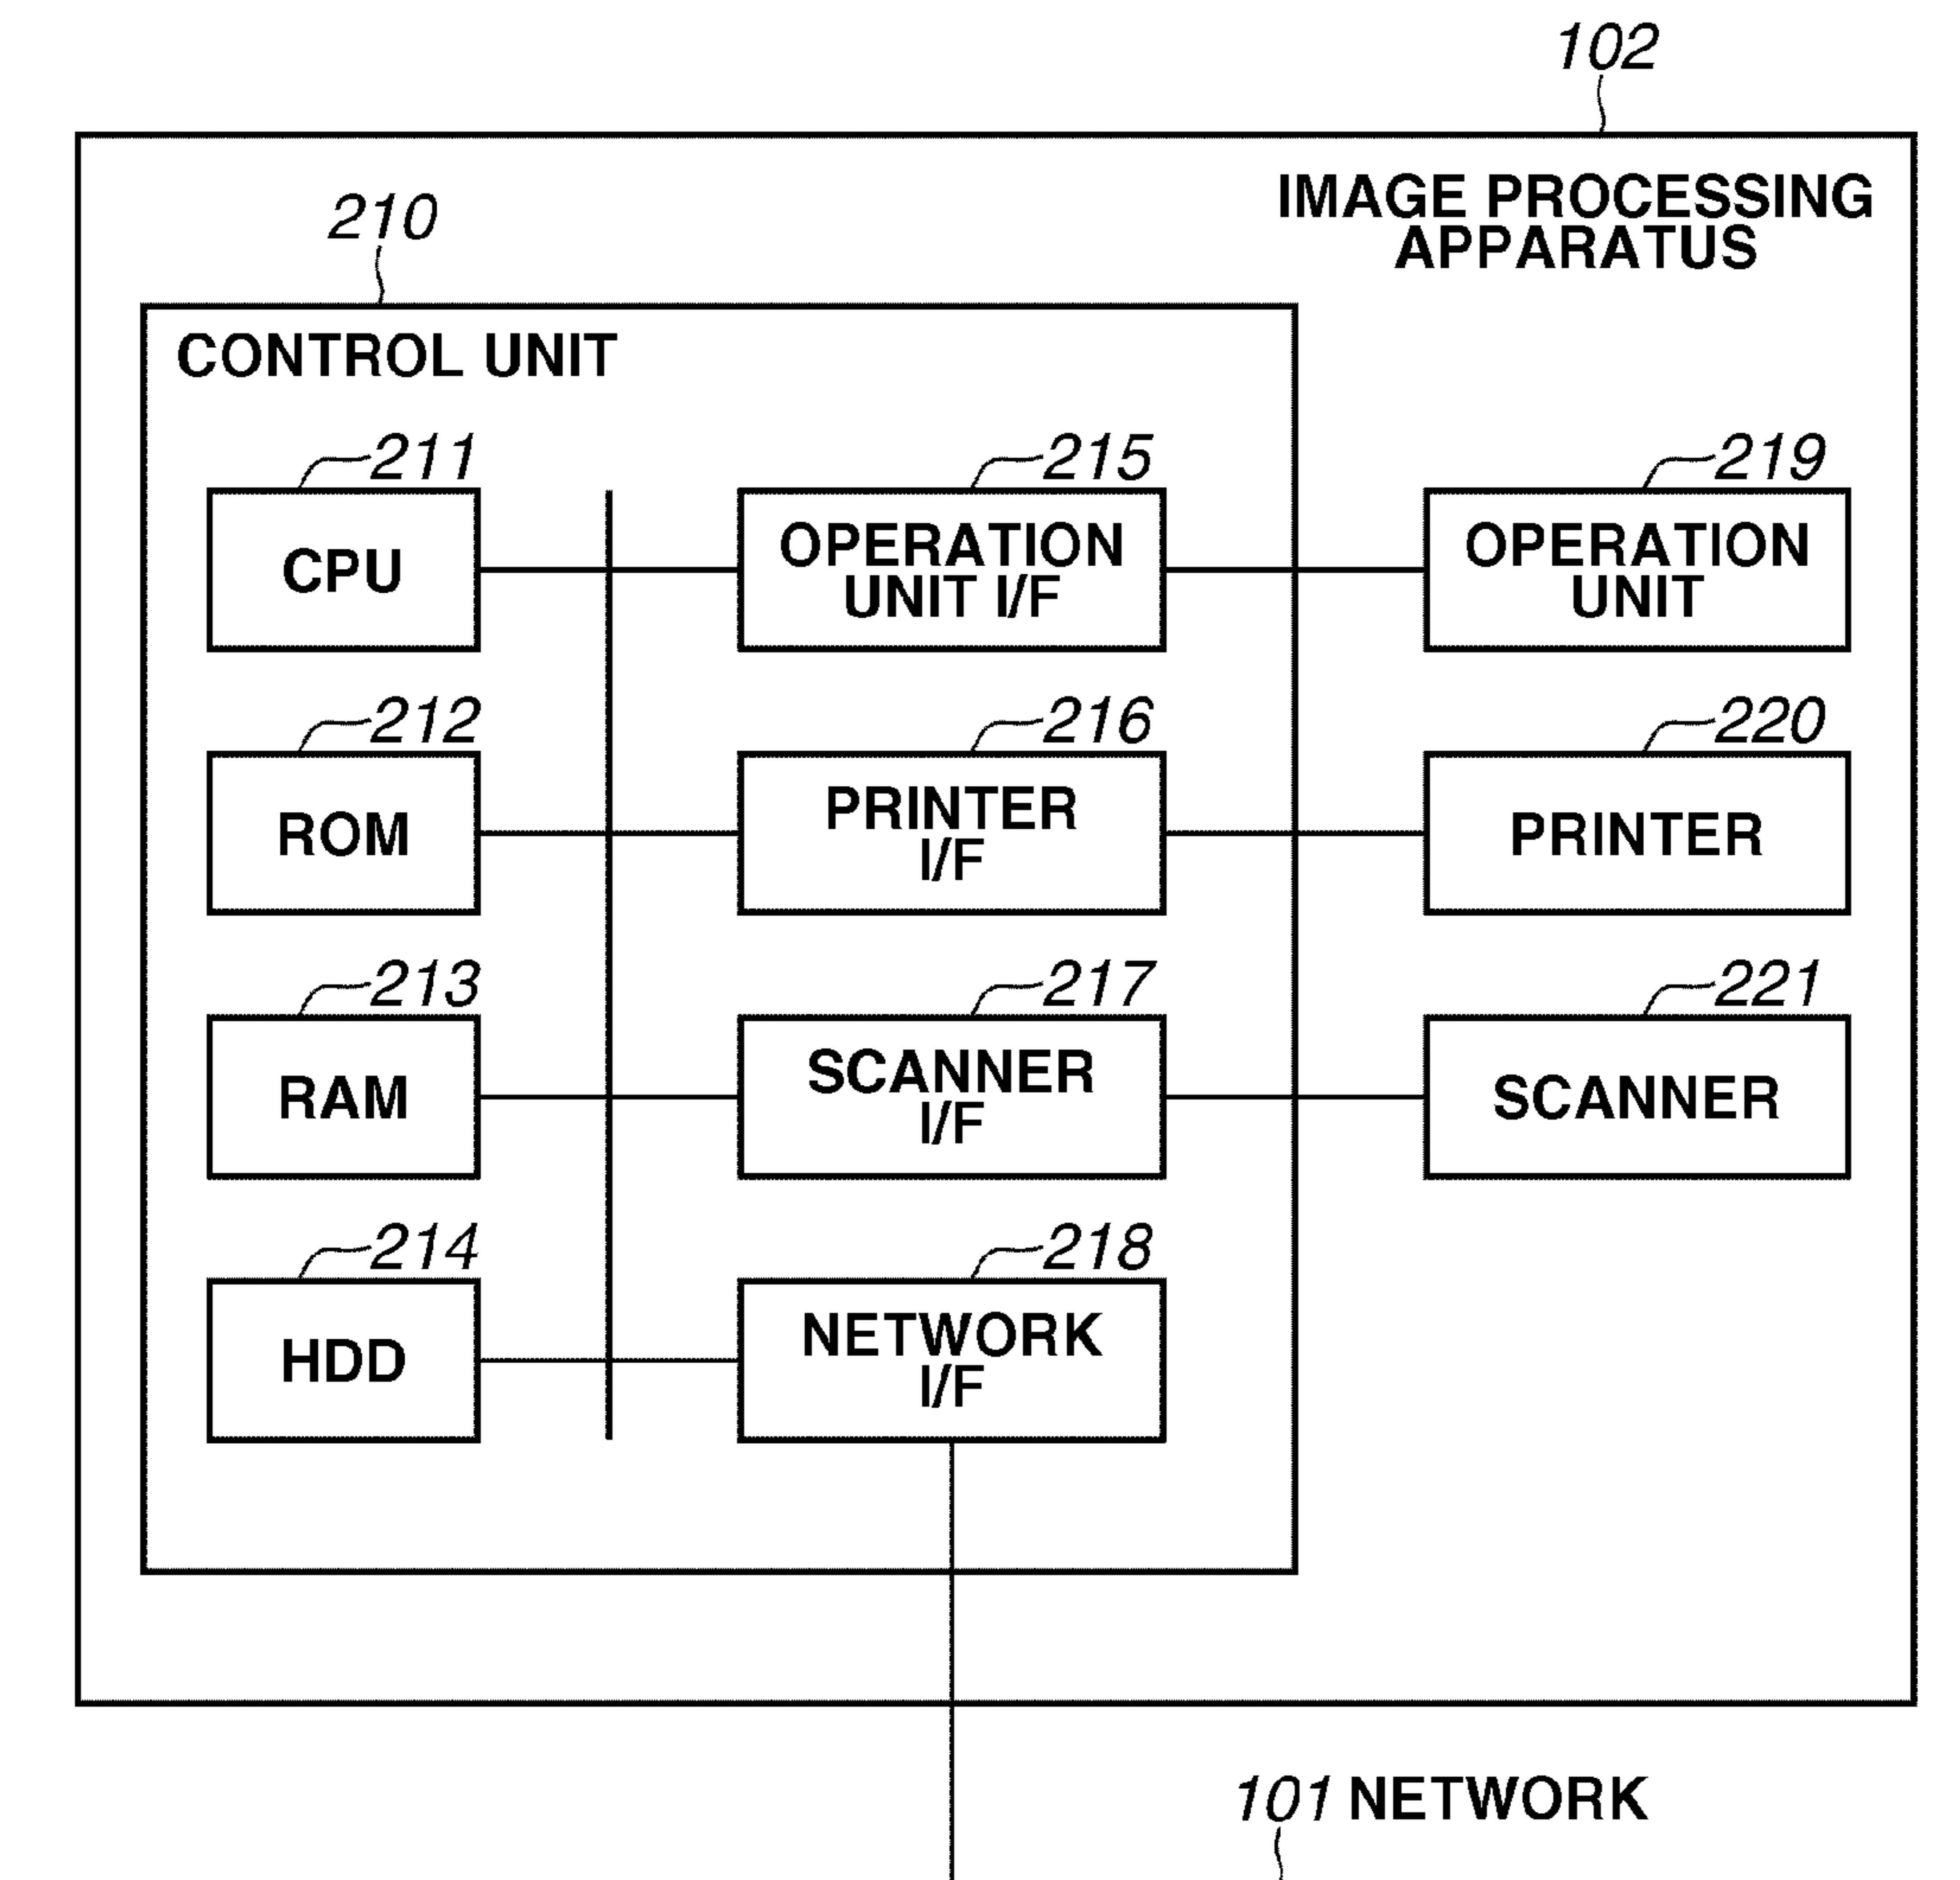 102
IMAGE PROCESSING
APPARATUS
210
CONTROL UNIT
211
CPU
215
OPERATION
UNIT I/F
219
OPERATION
UNIT
212
ROM
216
PRINTER
I/F
220
PRINTER
213
RAM
217
SCANNER
I/F
221
SCANNER
214
HDD
218
NETWORK
I/F
101 NETWORK